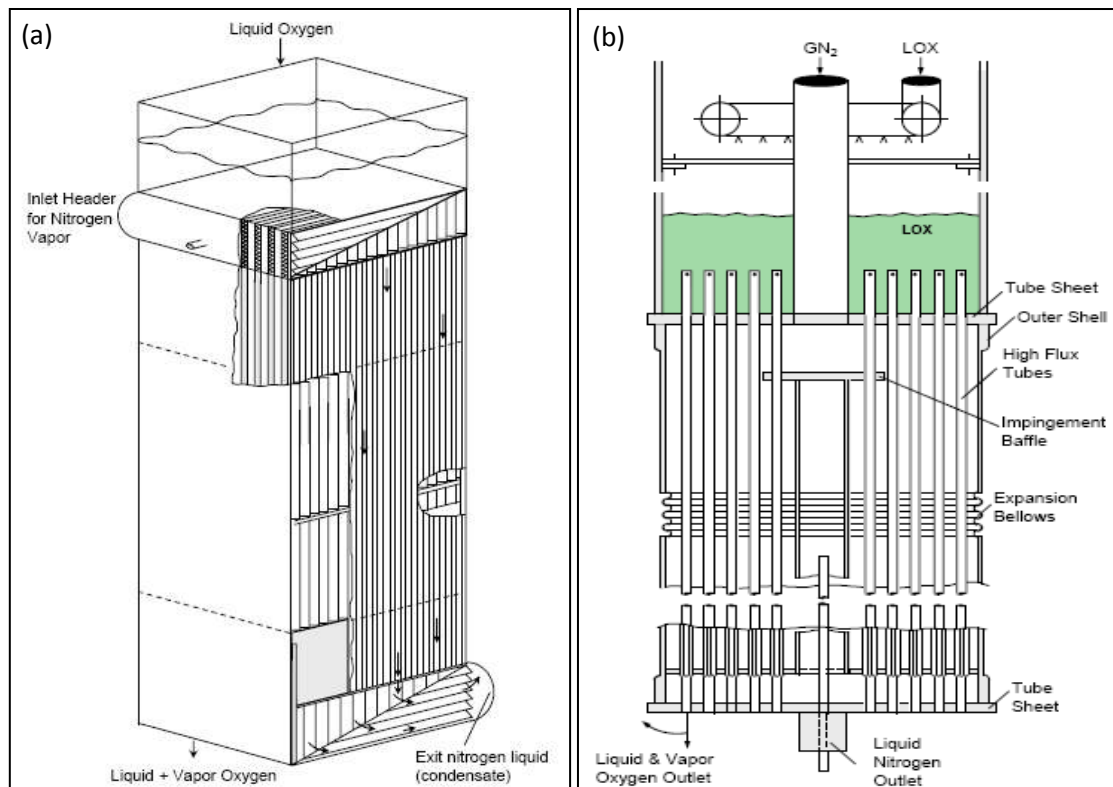 (a)
Liquid Oxygen
Inlet Header
for Nitrogen
Vapor
Liquid + Vapor Oxygen
Exit nitrogen liquid
(condensate)
(b)
GN₂
LOX
LOX
Tube Sheet
Outer Shell
High Flux
Tubes
Impingement
Baffle
Expansion
Bellows
Tube
Sheet
Liquid & Vapor
Oxygen Outlet
Liquid
Nitrogen
Outlet